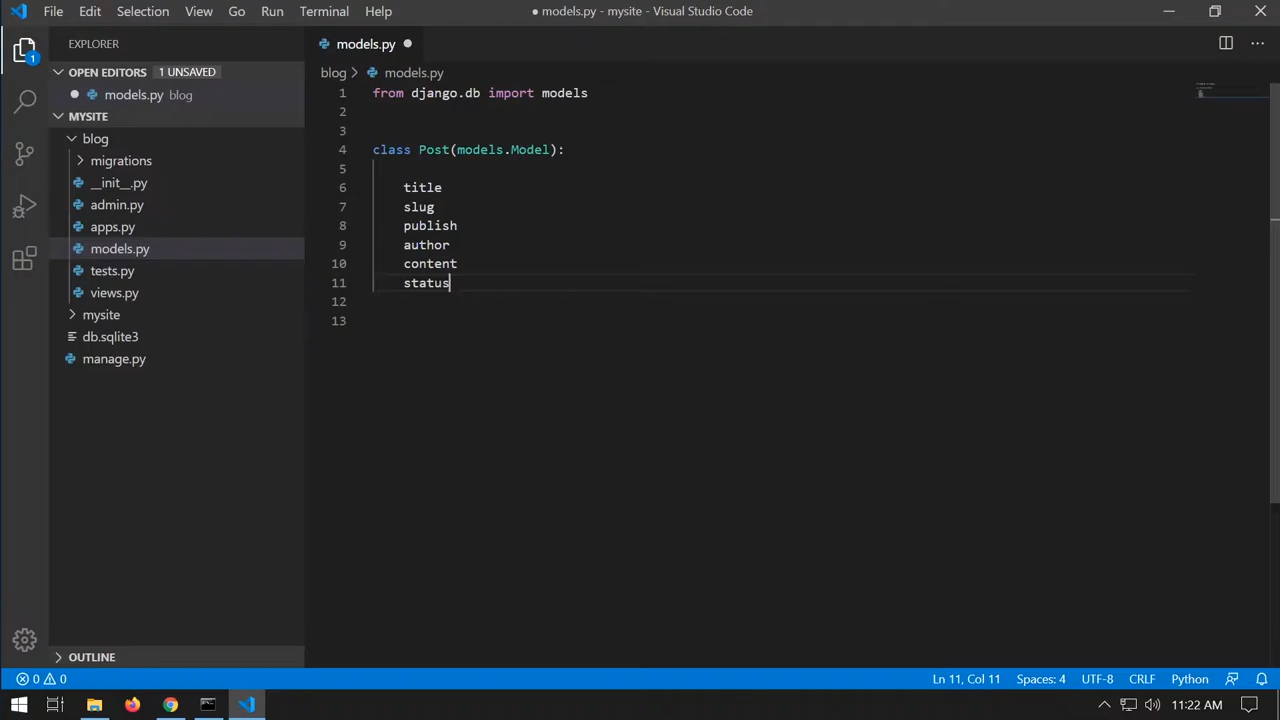 File Edit Selection View Go Run Terminal Help
● models.py - mysite - Visual Studio Code
EXPLORER
OPEN EDITORS 1 UNSAVED
models.py blog
MYSITE
blog
migrations
__init__.py
admin.py
apps.py
models.py
tests.py
views.py
mysite
db.sqlite3
manage.py
OUTLINE
1
models.py ●
blog > models.py
1 from django.db import models
2
3
4 class Post(models.Model):
5
6 title
7 slug
8 publish
9 author
10 content
11 status
12
13
0 0
Ln 11, Col 11 Spaces: 4 UTF-8 CRLF Python
11:22 AM